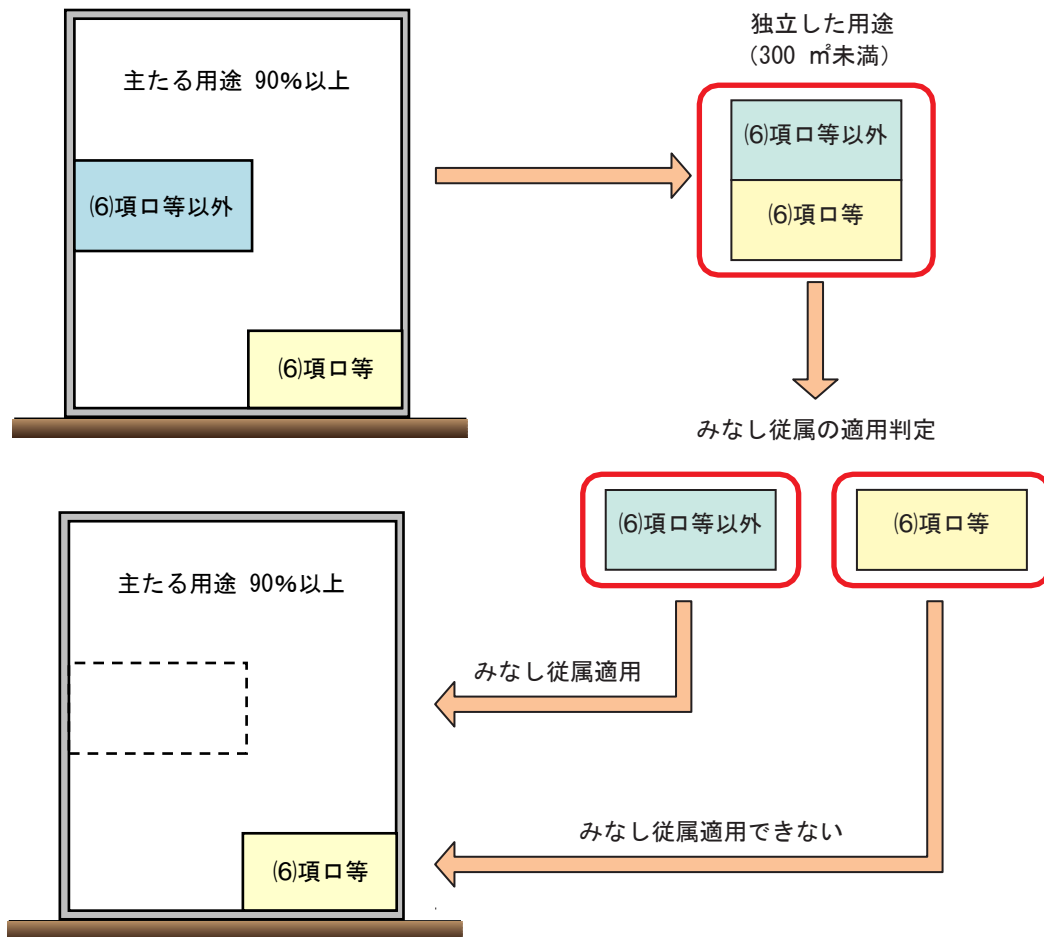 独立した用途
(300 ㎡未満)
主たる用途 90%以上
⑹項ロ等以外
⑹項ロ等以外
⑹項ロ等
⑹項ロ等
みなし従属の適用判定
⑹項ロ等以外
⑹項ロ等
主たる用途 90%以上
みなし従属適用
みなし従属適用できない
⑹項ロ等